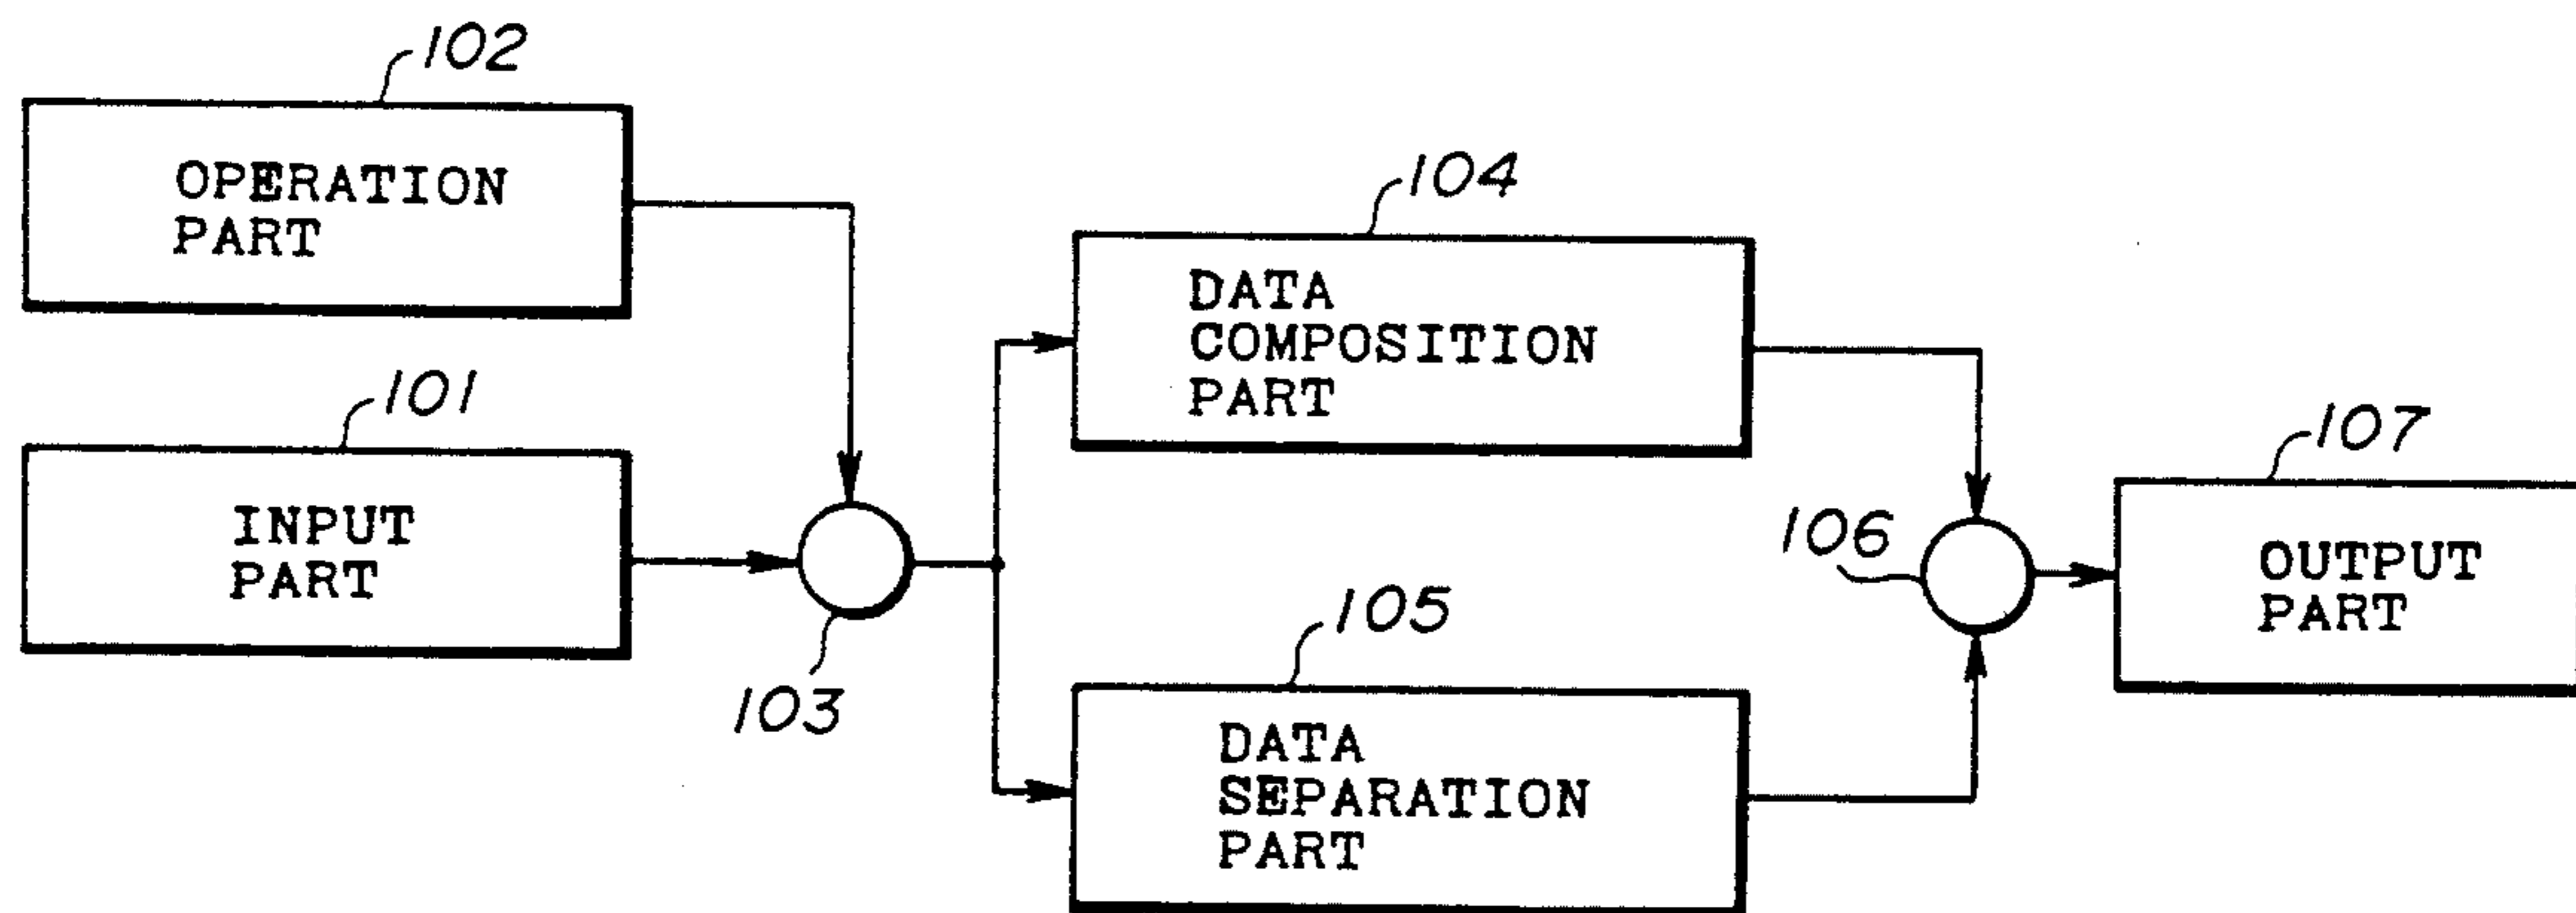 102
OPERATION
PART
101
INPUT
PART
103
104
DATA
COMPOSITION
PART
105
DATA
SEPARATION
PART
106
107
OUTPUT
PART